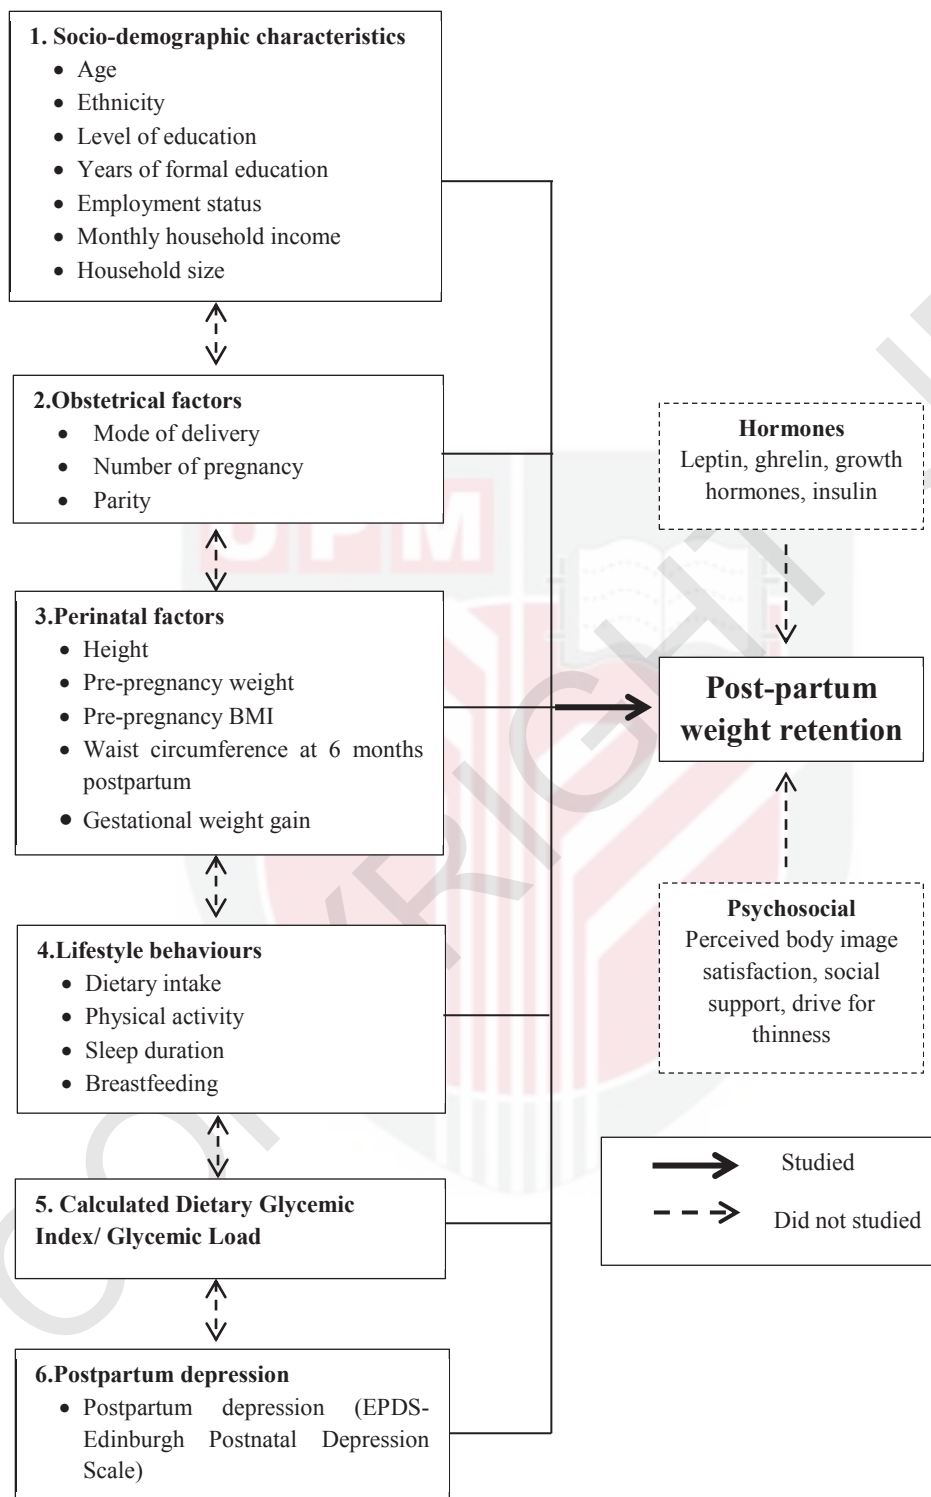 1. Socio-demographic characteristics
• Age
• Ethnicity
• Level of education
• Years of formal education
• Employment status
• Monthly household income
• Household size
2.Obstetrical factors
• Mode of delivery
• Number of pregnancy
• Parity
3.Perinatal factors
• Height
• Pre-pregnancy weight
• Pre-pregnancy BMI
• Waist circumference at 6 months
postpartum
• Gestational weight gain
4.Lifestyle behaviours
• Dietary intake
• Physical activity
• Sleep duration
• Breastfeeding
5. Calculated Dietary Glycemic
Index/ Glycemic Load
6.Postpartum depression
• Postpartum depression (EPDS-
Edinburgh Postnatal Depression
Scale)
Hormones
Leptin, ghrelin, growth
hormones, insulin
Post-partum
weight retention
Psychosocial
Perceived body image
satisfaction, social
support, drive for
thinness
Studied
Did not studied
UPM
COPYRIGHT U